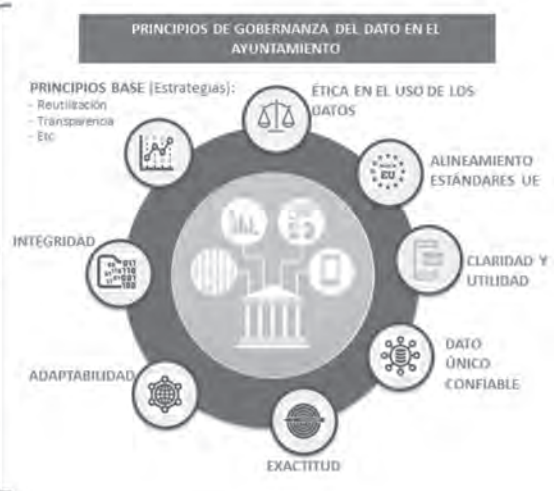 PRINCIPIOS DE GOBERNANZA DEL DATO EN EL
AYUNTAMIENTO
PRINCIPIOS BASE (Estrategias):
- Reutilización
- Transparencia
- Etc
ÉTICA EN EL USO DE LOS
DATOS
ALINEAMIENTO
ESTÁNDARES UE
EU
CLARIDAD Y
UTILIDAD
DATO
ÚNICO
CONFIABLE
EXACTITUD
ADAPTABILIDAD
INTEGRIDAD